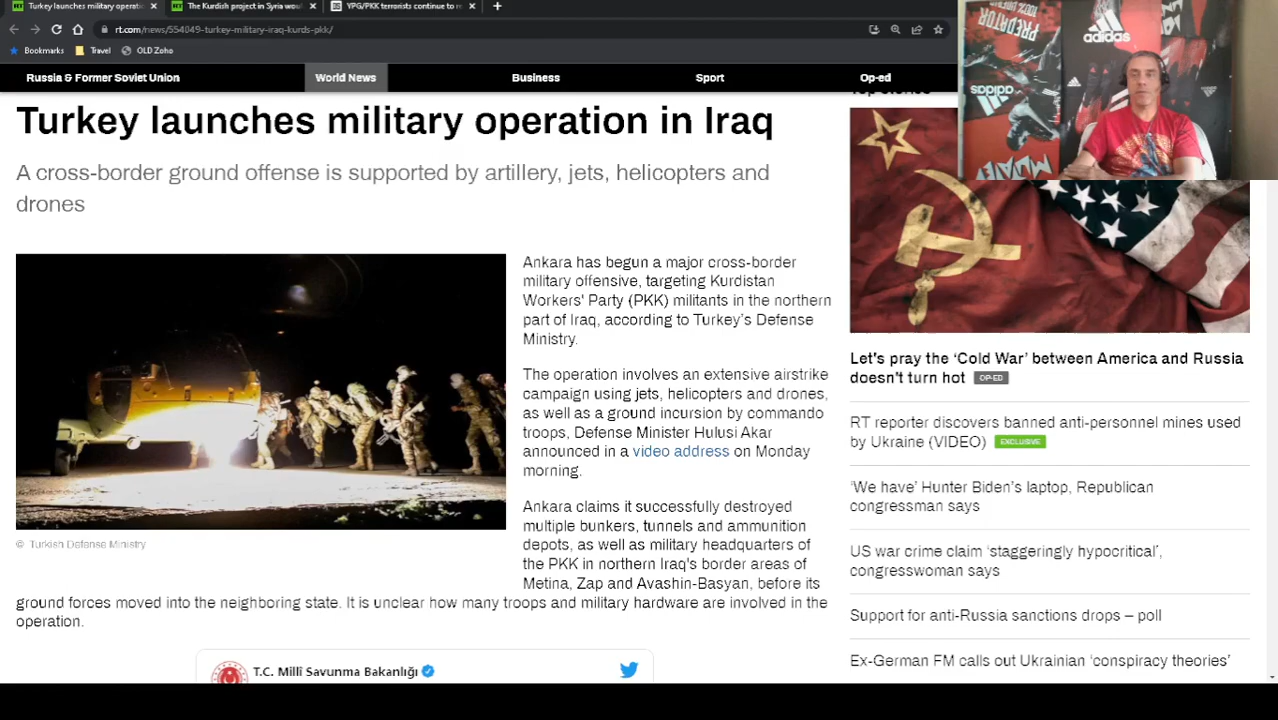 Turkey launches military operati
The Kurdish project in Syria wou
YPG/PKK terrorists continue to r
rt.com/news/554049-turkey-military-iraq-kurds-pkk/
Bookmarks
Travel
OLD Zoho
Russia & Former Soviet Union
World News
Business
Sport
Op-ed
Turkey launches military operation in Iraq
A cross-border ground offense is supported by artillery, jets, helicopters and
drones
© Turkish Defense Ministry
Ankara has begun a major cross-border
military offensive, targeting Kurdistan
Workers' Party (PKK) militants in the northern
part of Iraq, according to Turkey's Defense
Ministry.
The operation involves an extensive airstrike
campaign using jets, helicopters and drones,
as well as a ground incursion by commando
troops, Defense Minister Hulusi Akar
announced in a video address on Monday
morning.
Ankara claims it successfully destroyed
multiple bunkers, tunnels and ammunition
depots, as well as military headquarters of
the PKK in northern Iraq's border areas of
Metina, Zap and Avashin-Basyan, before its
ground forces moved into the neighboring state. It is unclear how many troops and military hardware are involved in the
operation.
T.C. Millî Savunma Bakanlığı
PREDATOR
100% UNFAIR
adidas
adidas
Let's pray the ‘Cold War’ between America and Russia
doesn't turn hot OP-ED
RT reporter discovers banned anti-personnel mines used
by Ukraine (VIDEO) EXCLUSIVE
‘We have’ Hunter Biden's laptop, Republican
congressman says
US war crime claim ‘staggeringly hypocritical’,
congresswoman says
Support for anti-Russia sanctions drops – poll
Ex-German FM calls out Ukrainian ‘conspiracy theories’